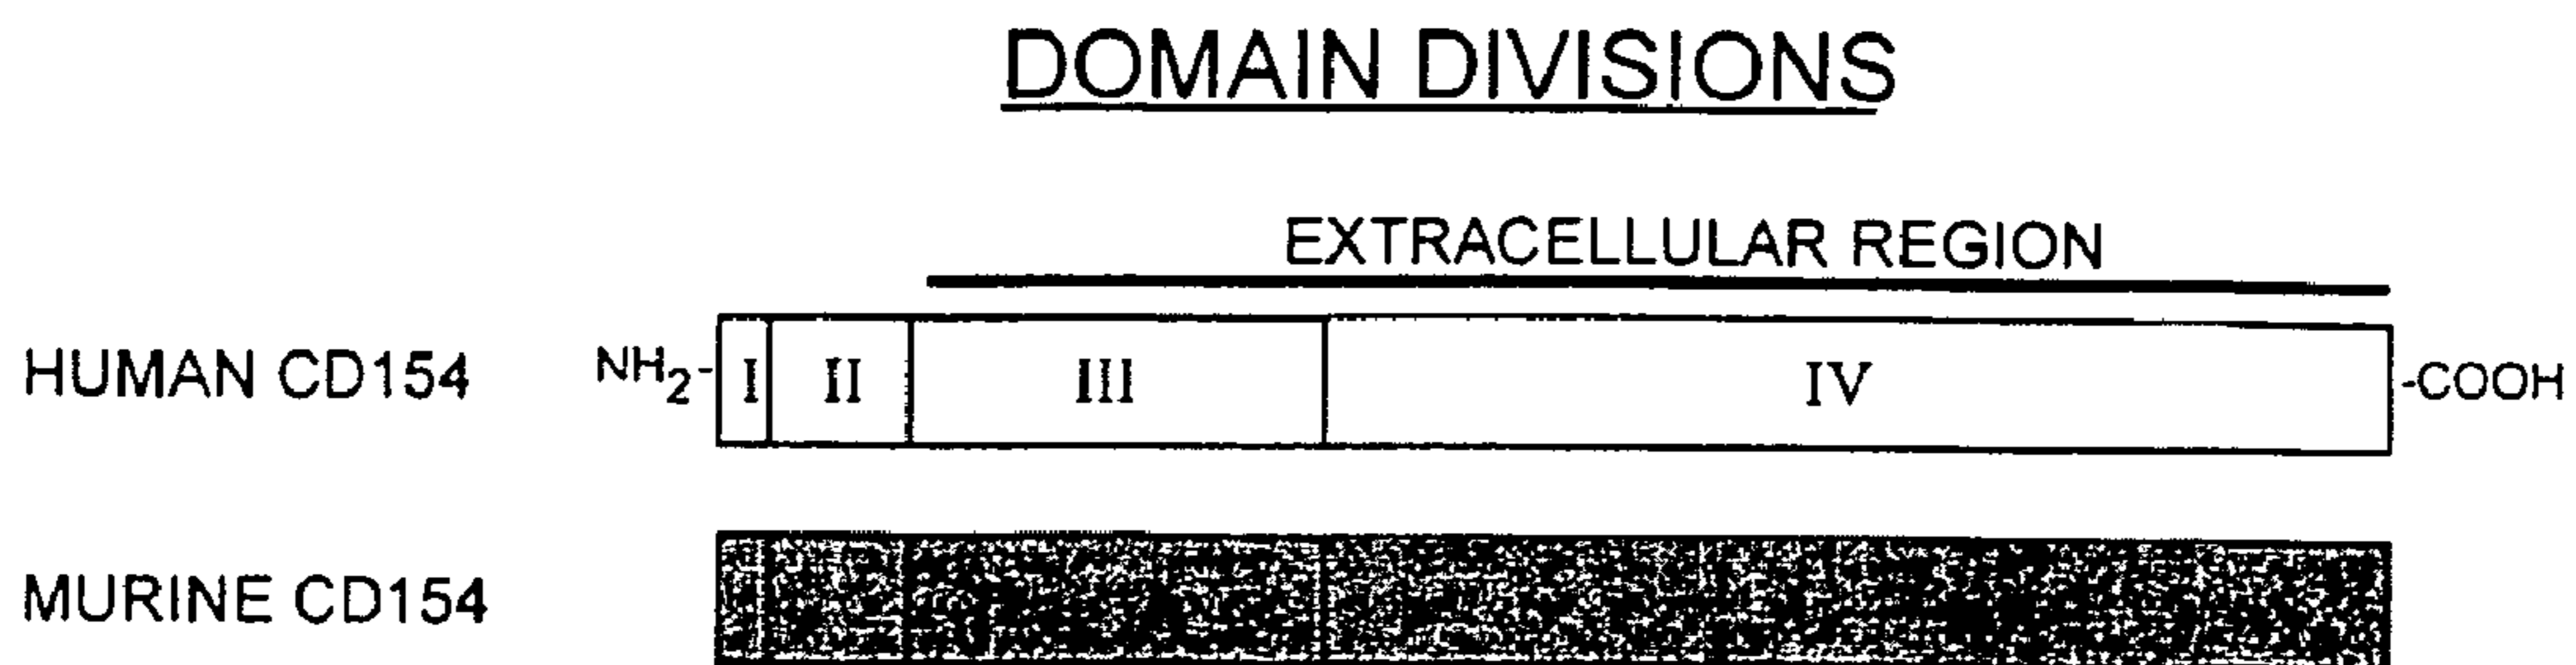 DOMAIN DIVISIONS
EXTRACELLULAR REGION
HUMAN CD154 NH2- I II III IV -COOH
MURINE CD154